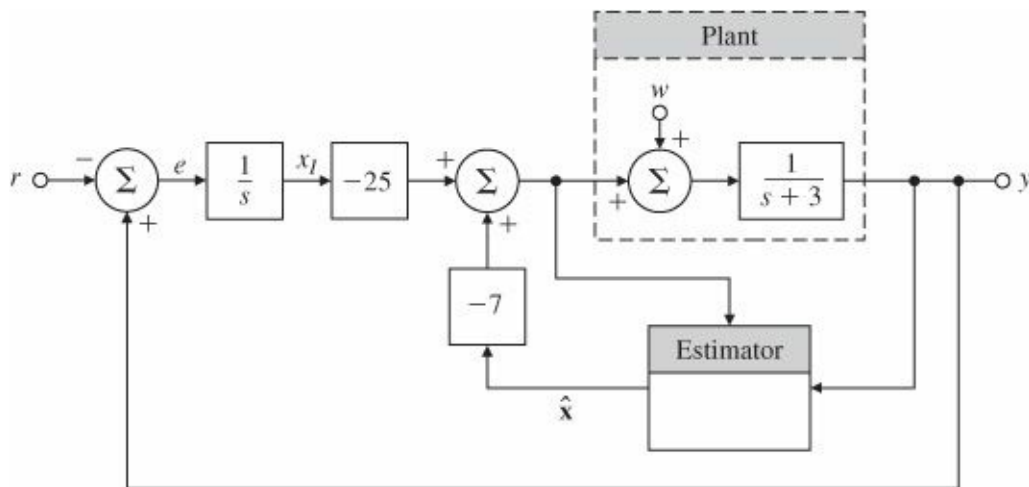 Plant
w
+
r
−
Σ
+
e
1
s
x_I
−25
+
Σ
+
+
Σ
1
s + 3
y
−7
Estimator
x̂